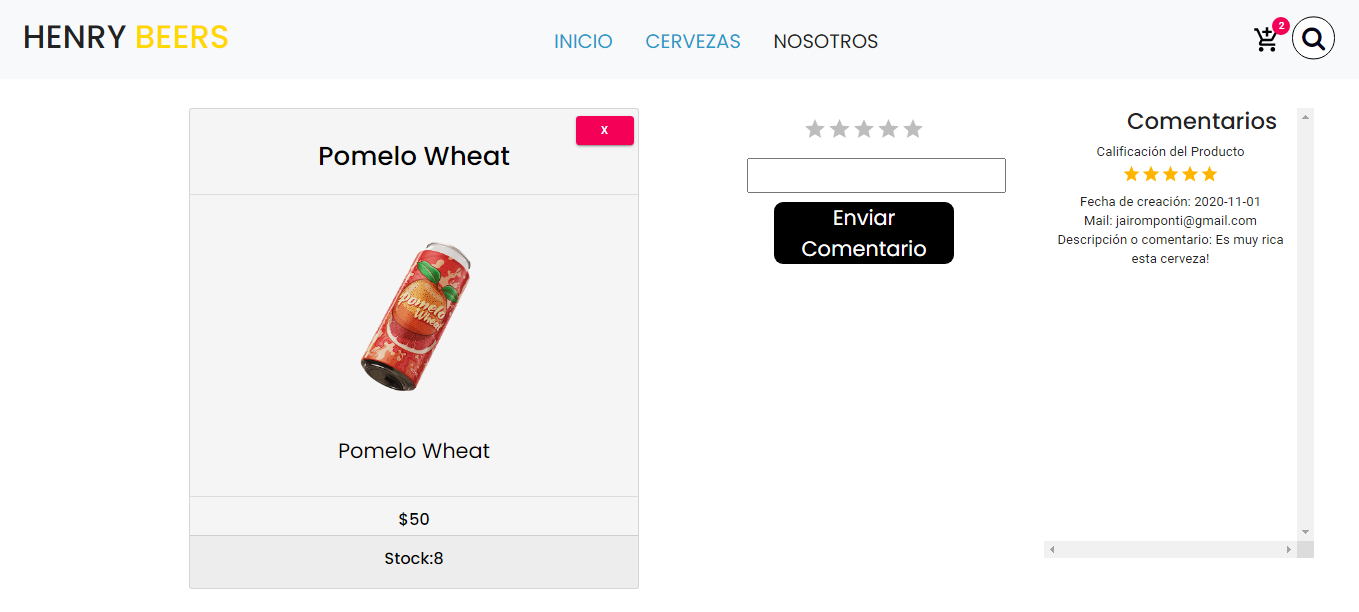 HENRY BEERS
INICIO
CERVEZAS
NOSOTROS
2
X
Pomelo Wheat
pomelo
Wheat
Pomelo Wheat
$50
Stock:8
Enviar
Comentario
Comentarios
Calificación del Producto
Fecha de creación: 2020-11-01
Mail: jairomponti@gmail.com
Descripción o comentario: Es muy rica
esta cerveza!